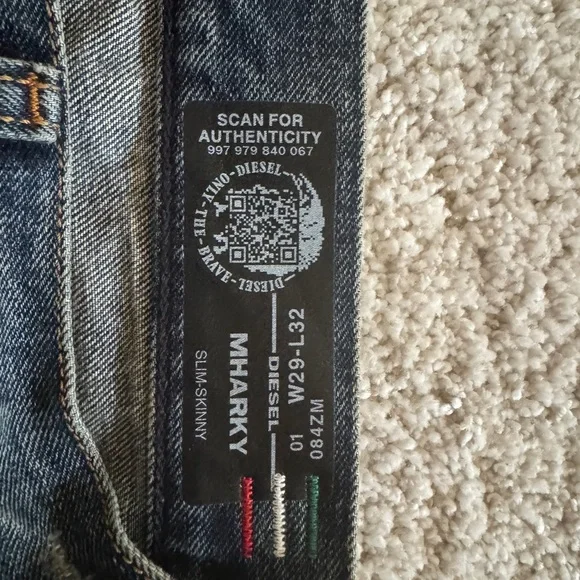 SCAN FOR
AUTHENTICITY
997 979 840 067
DIESEL-ONLY-THE-BRAVE-DIESEL-
W29-L32
01 084ZM
DIESEL
MHARKY
SLIM-SKINNY